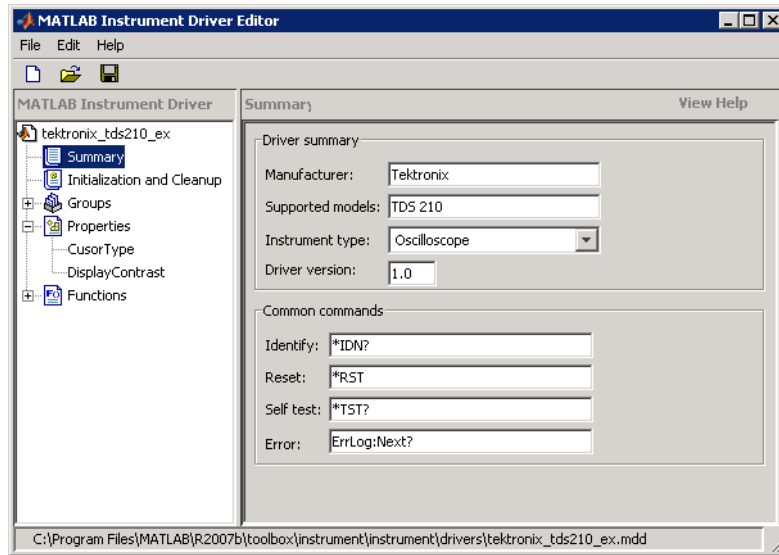 MATLAB Instrument Driver Editor
File Edit Help
MATLAB Instrument Driver
Summary View Help
tektronix_tds210_ex
Summary
Initialization and Cleanup
Groups
Properties
CusorType
DisplayContrast
Functions
Driver summary
Manufacturer: Tektronix
Supported models: TDS 210
Instrument type: Oscilloscope
Driver version: 1.0
Common commands
Identify: *IDN?
Reset: *RST
Self test: *TST?
Error: ErrLog:Next?
C:\Program Files\MATLAB\R2007b\toolbox\instrument\instrument\drivers\tektronix_tds210_ex.mdd